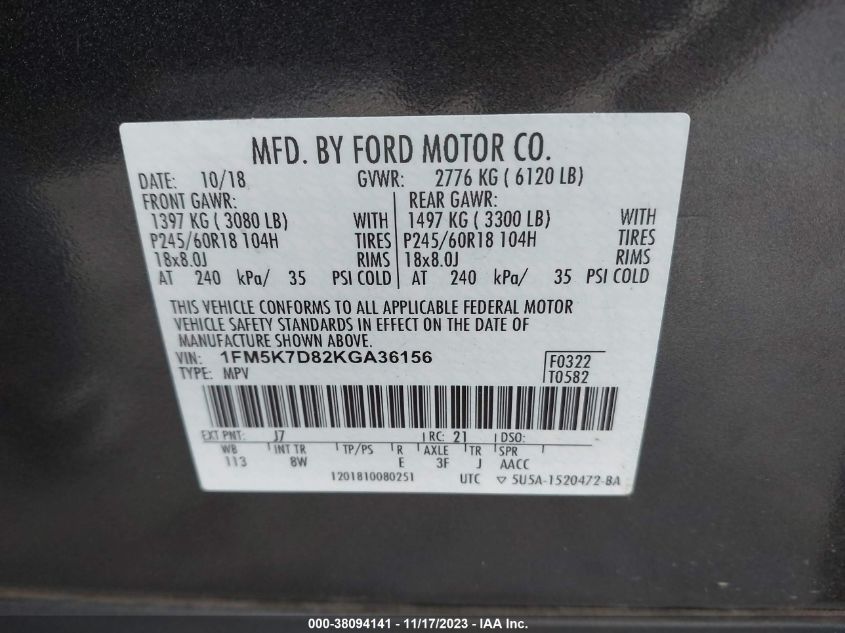 MFD. BY FORD MOTOR CO.
DATE: 10/18 GVWR: 2776 KG ( 6120 LB)
FRONT GAWR: REAR GAWR:
1397 KG ( 3080 LB) WITH 1497 KG ( 3300 LB) WITH
P245/60R18 104H TIRES P245/60R18 104H TIRES
18x8.0J RIMS 18x8.0J RIMS
AT 240 kPa/ 35 PSI COLD AT 240 kPa/ 35 PSI COLD
THIS VEHICLE CONFORMS TO ALL APPLICABLE FEDERAL MOTOR
VEHICLE SAFETY STANDARDS IN EFFECT ON THE DATE OF
MANUFACTURE SHOWN ABOVE.
VIN: 1FM5K7D82KGA36156 F0322
TYPE: MPV T0582
EXT PNT: J7 RC: 21 DSO:
WB INT TR TP/PS R AXLE TR SPR
113 8W E 3F J AACC
1201810080251 UTC ▽ 5U5A-1520472-BA
000-38094141 - 11/17/2023 - IAA Inc.